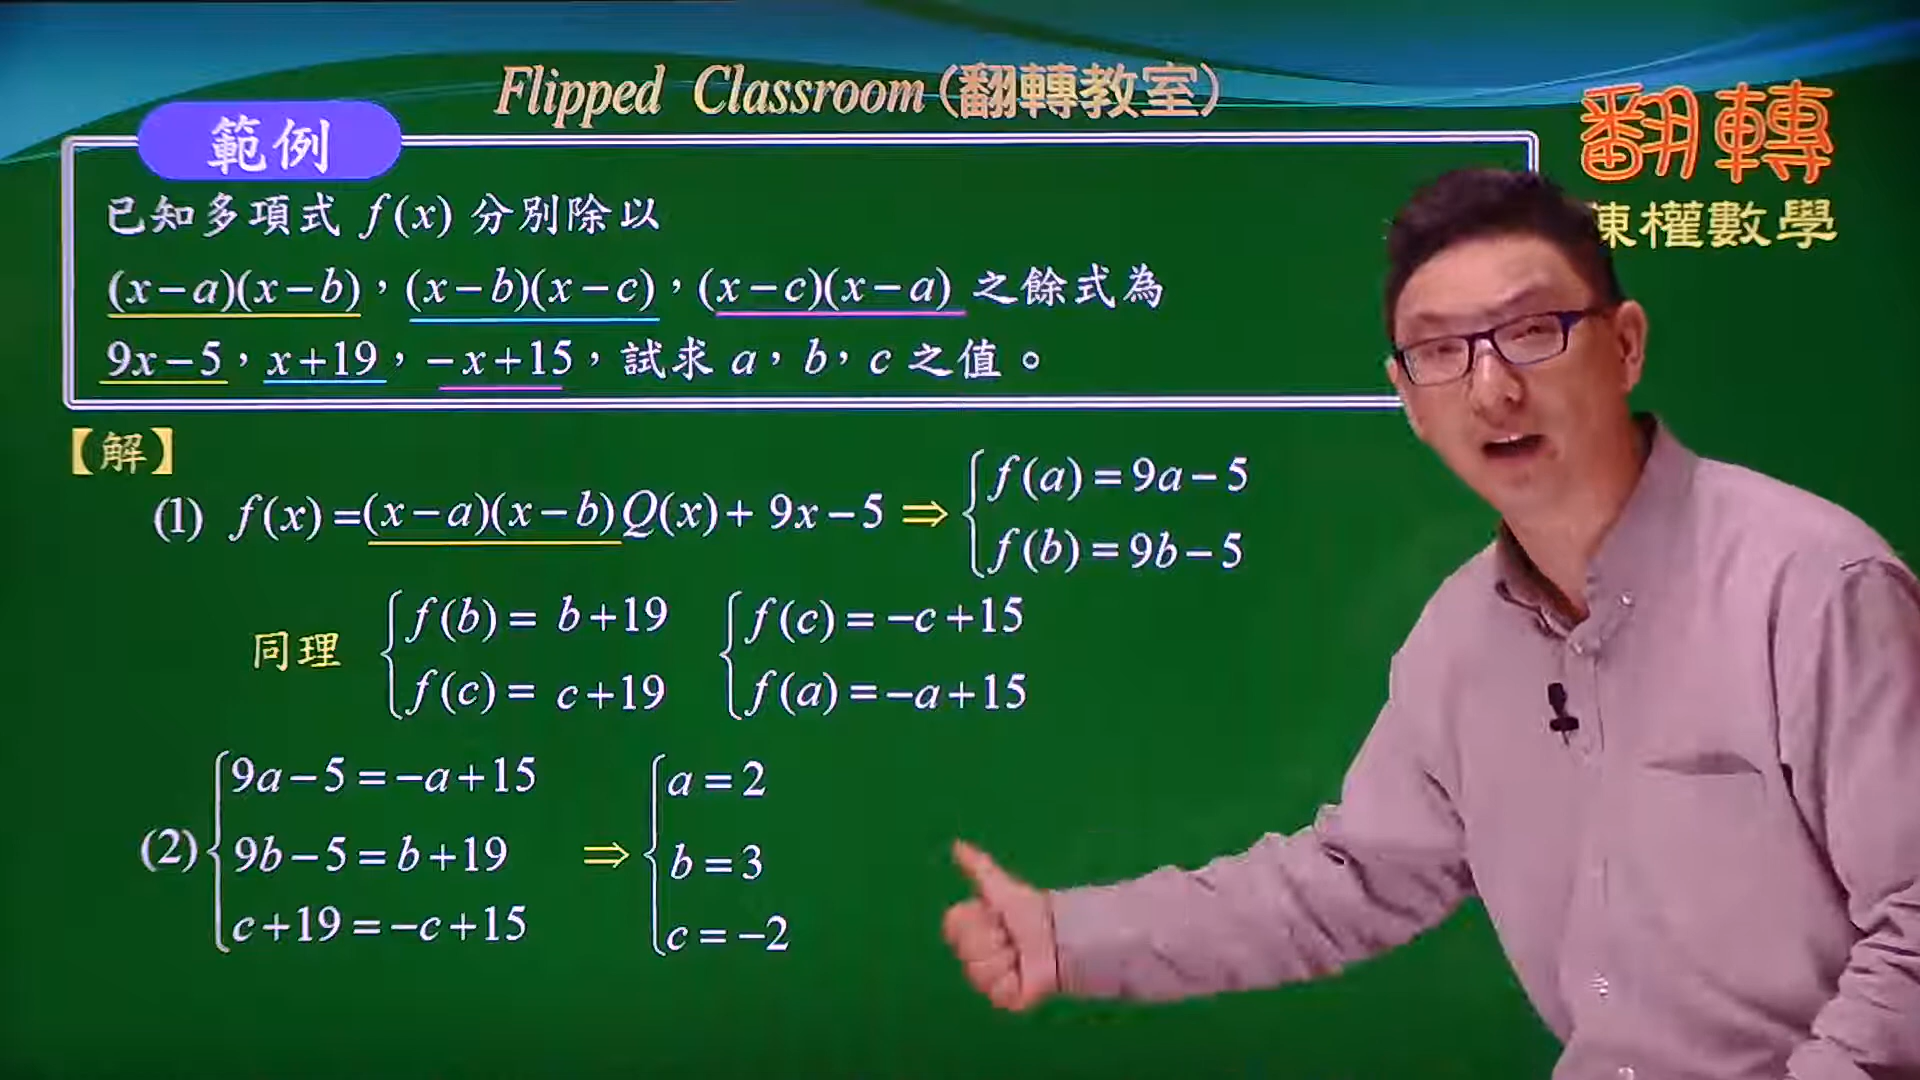 Flipped Classroom(翻轉教室)
翻轉
陳權數學
範例
已知多項式 f(x) 分別除以
(x−a)(x−b),(x−b)(x−c),(x−c)(x−a) 之餘式為
9x−5,x+19,−x+15,試求 a,b,c 之值。
【解】
(1) f(x)=(x−a)(x−b)Q(x)+ 9x−5 ⇒ { f(a)=9a−5
f(b)=9b−5
同理 { f(b)= b+19 { f(c)=−c+15
f(c)= c+19 f(a)=−a+15
(2) { 9a−5=−a+15 ⇒ { a=2
9b−5=b+19 b=3
c+19=−c+15 c=−2